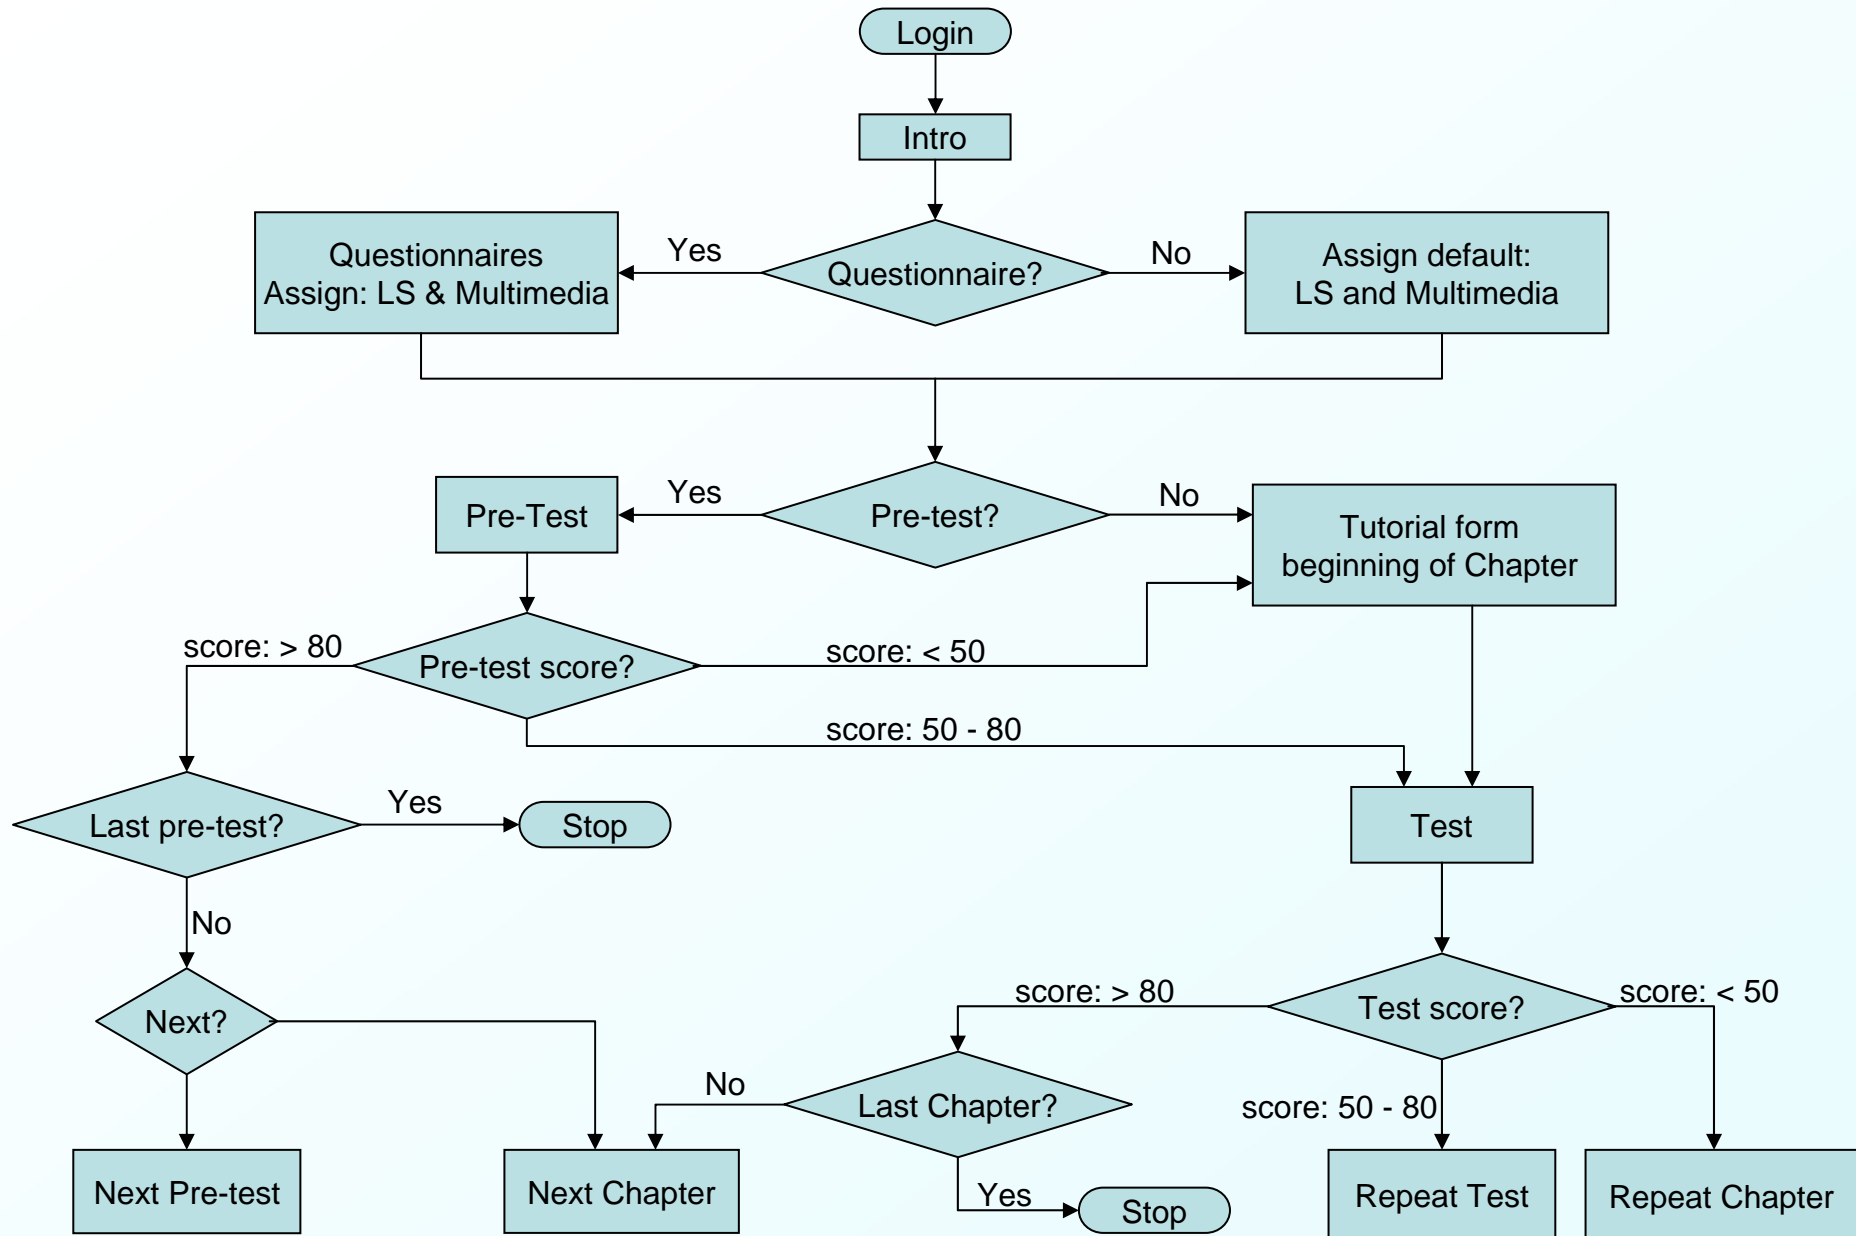 Login
Intro
Questionnaires
Assign: LS & Multimedia
Yes
Questionnaire?
No
Assign default:
LS and Multimedia
Pre-Test
Yes
Pre-test?
No
Tutorial form
beginning of Chapter
score: > 80
Pre-test score?
score: < 50
score: 50 - 80
Last pre-test?
Yes
Stop
Test
No
Next?
score: > 80
Test score?
score: < 50
No
Last Chapter?
score: 50 - 80
Next Pre-test
Next Chapter
Yes
Stop
Repeat Test
Repeat Chapter